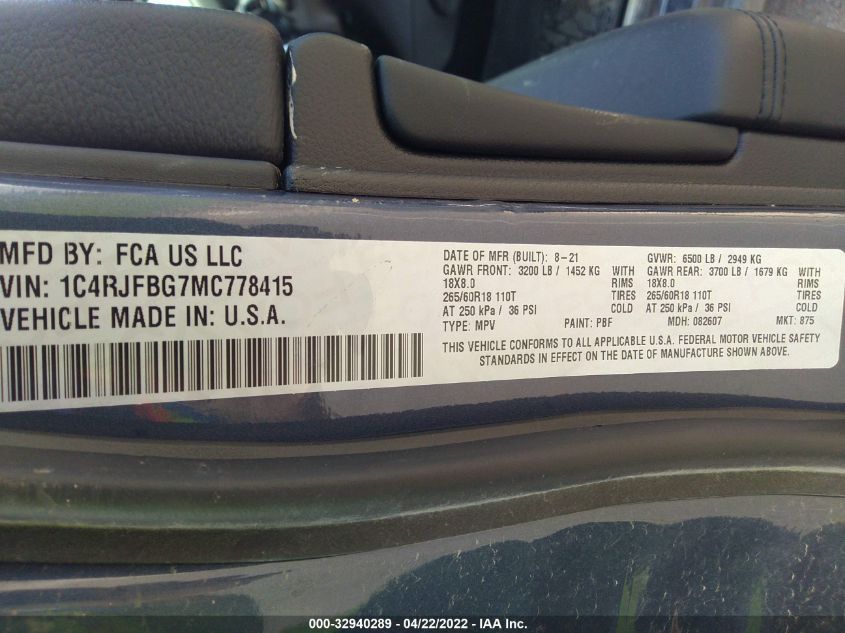 MFD BY: FCA US LLC
VIN: 1C4RJFBG7MC778415
VEHICLE MADE IN: U.S.A.
DATE OF MFR (BUILT): 8-21 GVWR: 6500 LB / 2949 KG
GAWR FRONT: 3200 LB / 1452 KG GAWR REAR: 3700 LB / 1679 KG
18X8.0 RIMS 18X8.0 RIMS
265/60R18 110T TIRES 265/60R18 110T TIRES
AT 250 kPa / 36 PSI COLD AT 250 kPa / 36 PSI COLD
TYPE: MPV PAINT: PBF MDH: 082607 MKT: 875
THIS VEHICLE CONFORMS TO ALL APPLICABLE U.S.A. FEDERAL MOTOR VEHICLE SAFETY
STANDARDS IN EFFECT ON THE DATE OF MANUFACTURE SHOWN ABOVE.
000-32940289 - 04/22/2022 - IAA Inc.